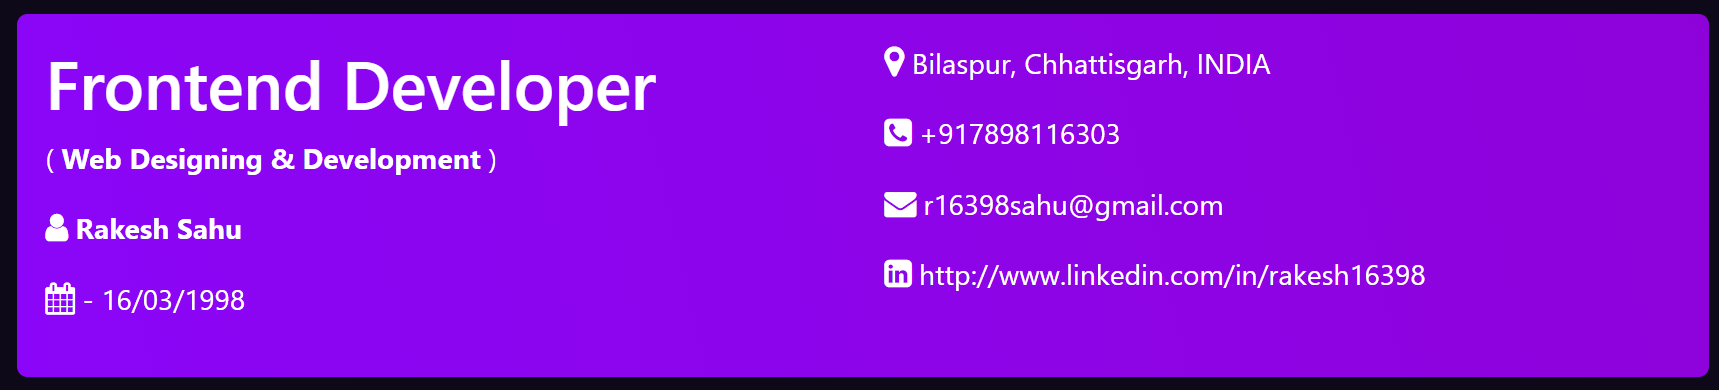 Frontend Developer
( Web Designing & Development )
Rakesh Sahu
- 16/03/1998
Bilaspur, Chhattisgarh, INDIA
+917898116303
r16398sahu@gmail.com
http://www.linkedin.com/in/rakesh16398